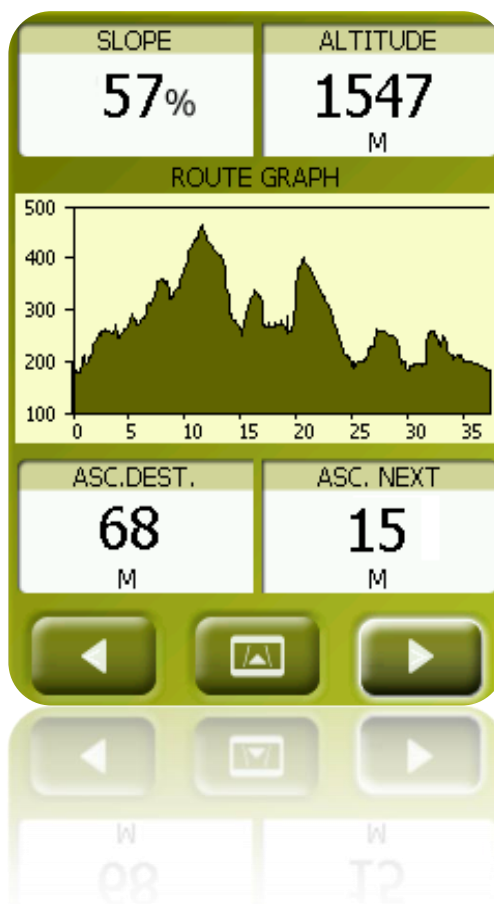 SLOPE ALTITUDE
57% 1547
M
ROUTE GRAPH
500
400
300
200
100
0 5 10 15 20 25 30 35
ASC.DEST. ASC. NEXT
68 15
M M